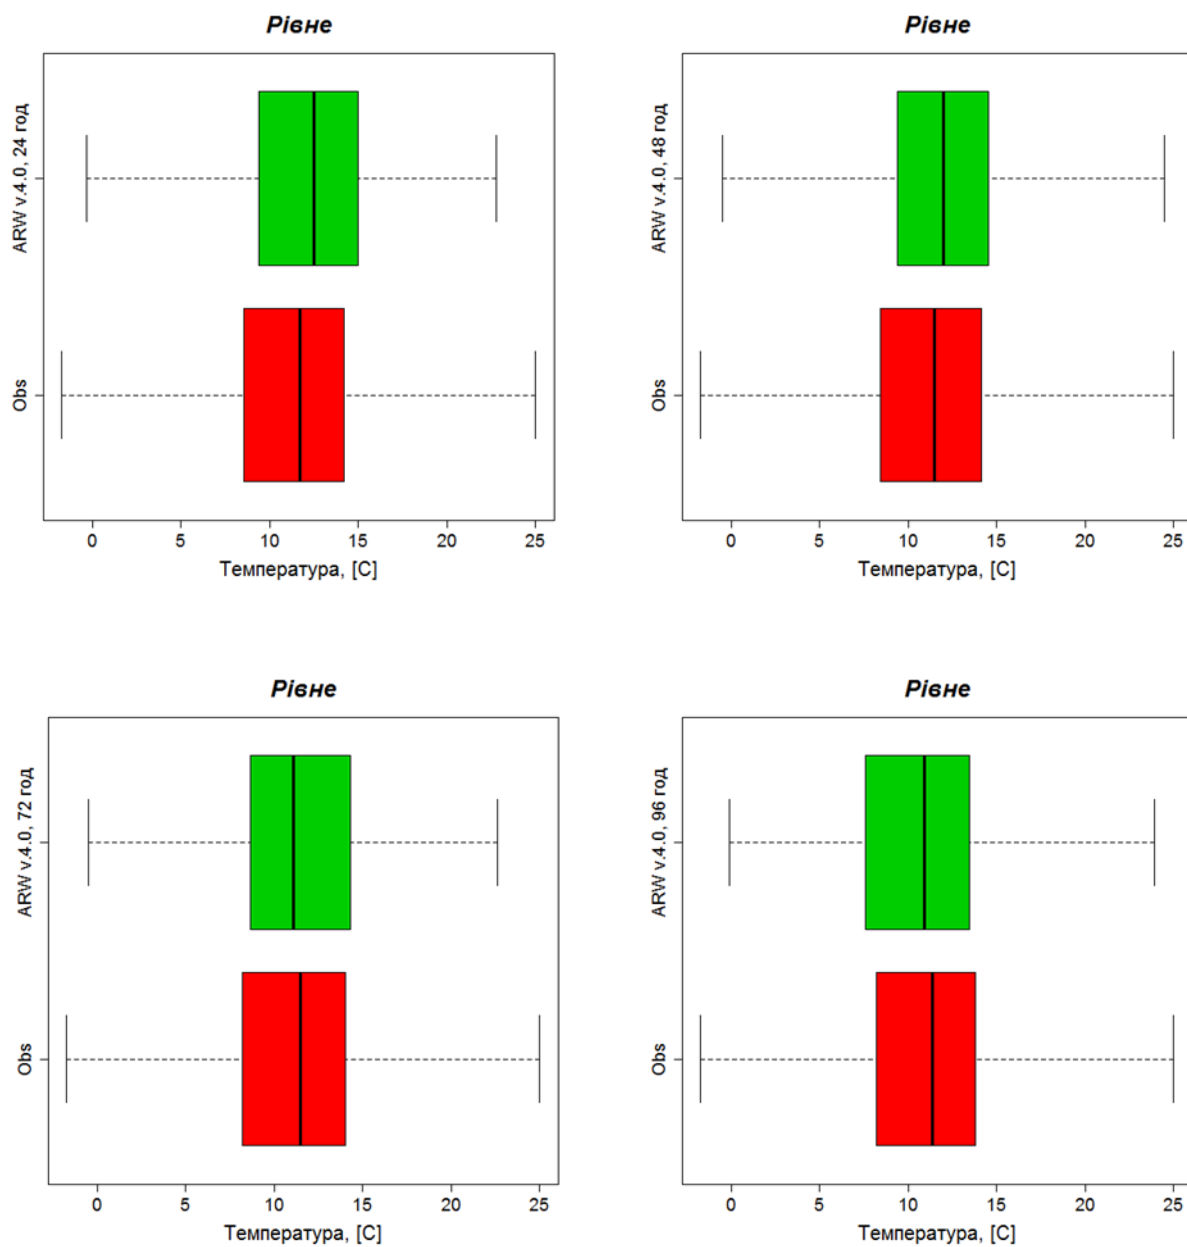 Рівне
ARW v.4.0, 24 год
Obs
0 5 10 15 20 25
Температура, [C]
Рівне
ARW v.4.0, 48 год
Obs
0 5 10 15 20 25
Температура, [C]
Рівне
ARW v.4.0, 72 год
Obs
0 5 10 15 20 25
Температура, [C]
Рівне
ARW v.4.0, 96 год
Obs
0 5 10 15 20 25
Температура, [C]